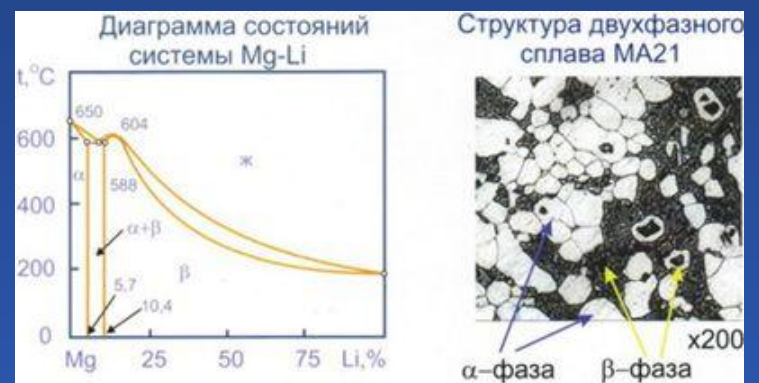 Диаграмма состояний
системы Mg-Li
t,°C
650
604
600
ж
α
588
400
α+β
200
β
5,7
10,4
0
Mg
25
50
75
Li,%
Структура двухфазного
сплава МА21
x200
α–фаза
β–фаза